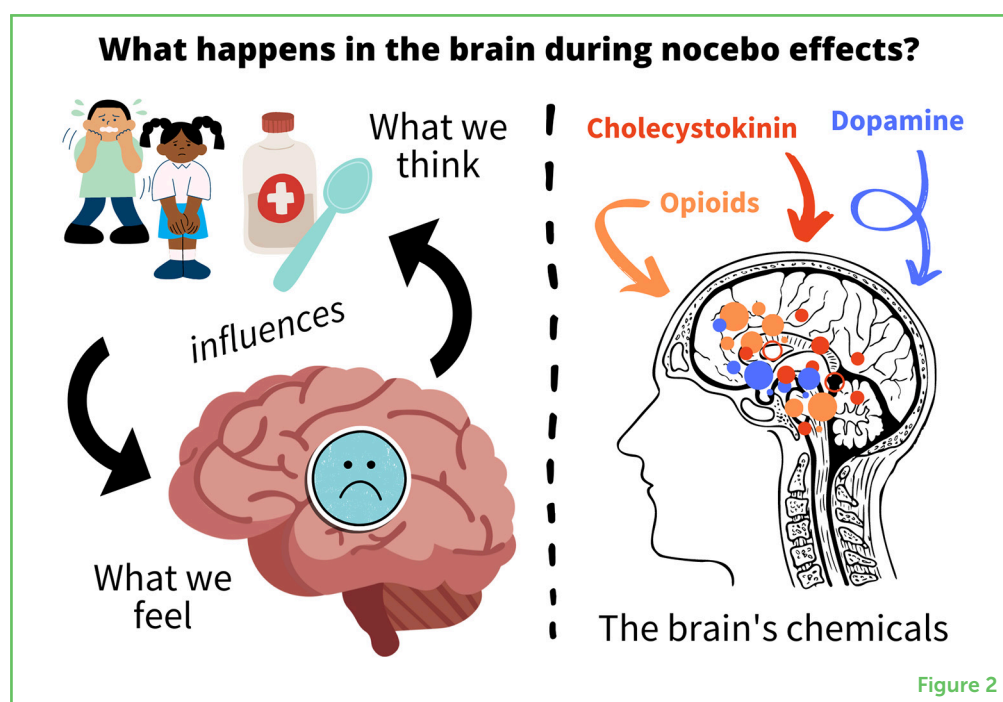 What happens in the brain during nocebo effects?
What we
think
influences
What we
feel
Cholecystokinin
Dopamine
Opioids
The brain's chemicals
Figure 2